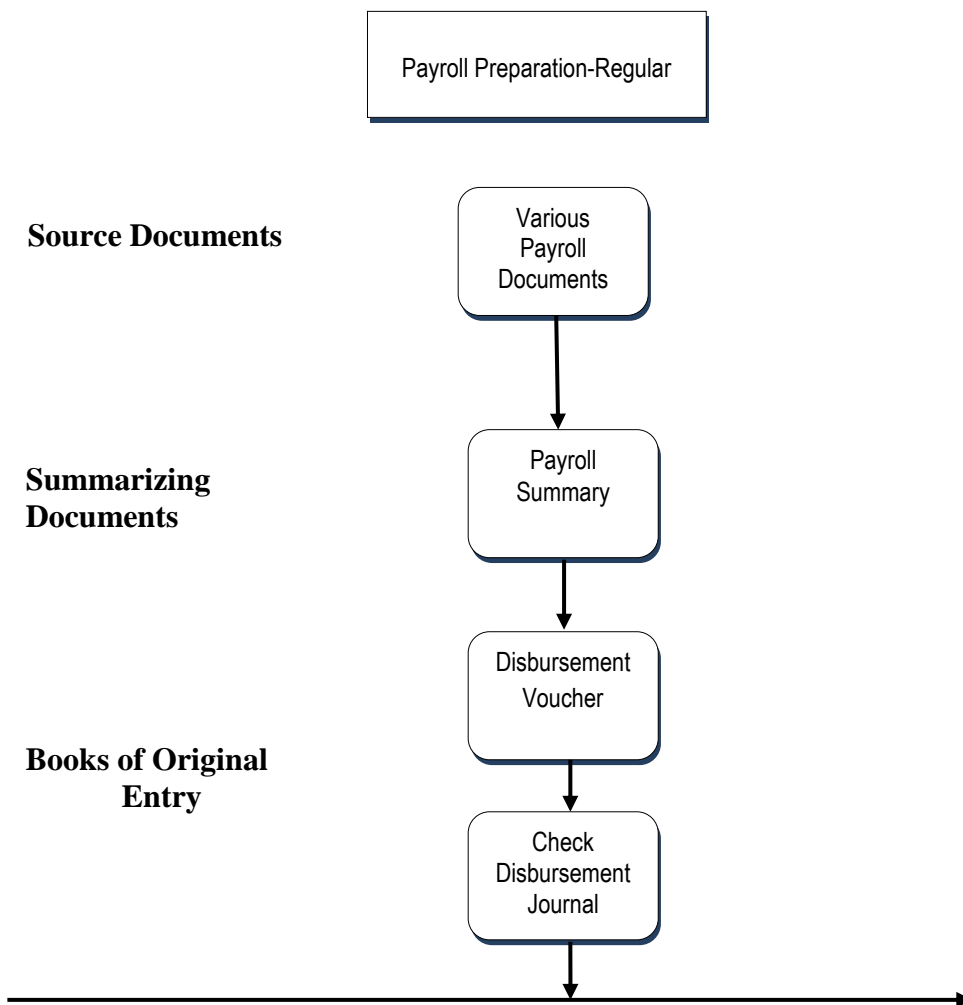 Payroll Preparation-Regular
Source Documents
Various
Payroll
Documents
Summarizing
Documents
Payroll
Summary
Disbursement
Voucher
Books of Original
Entry
Check
Disbursement
Journal